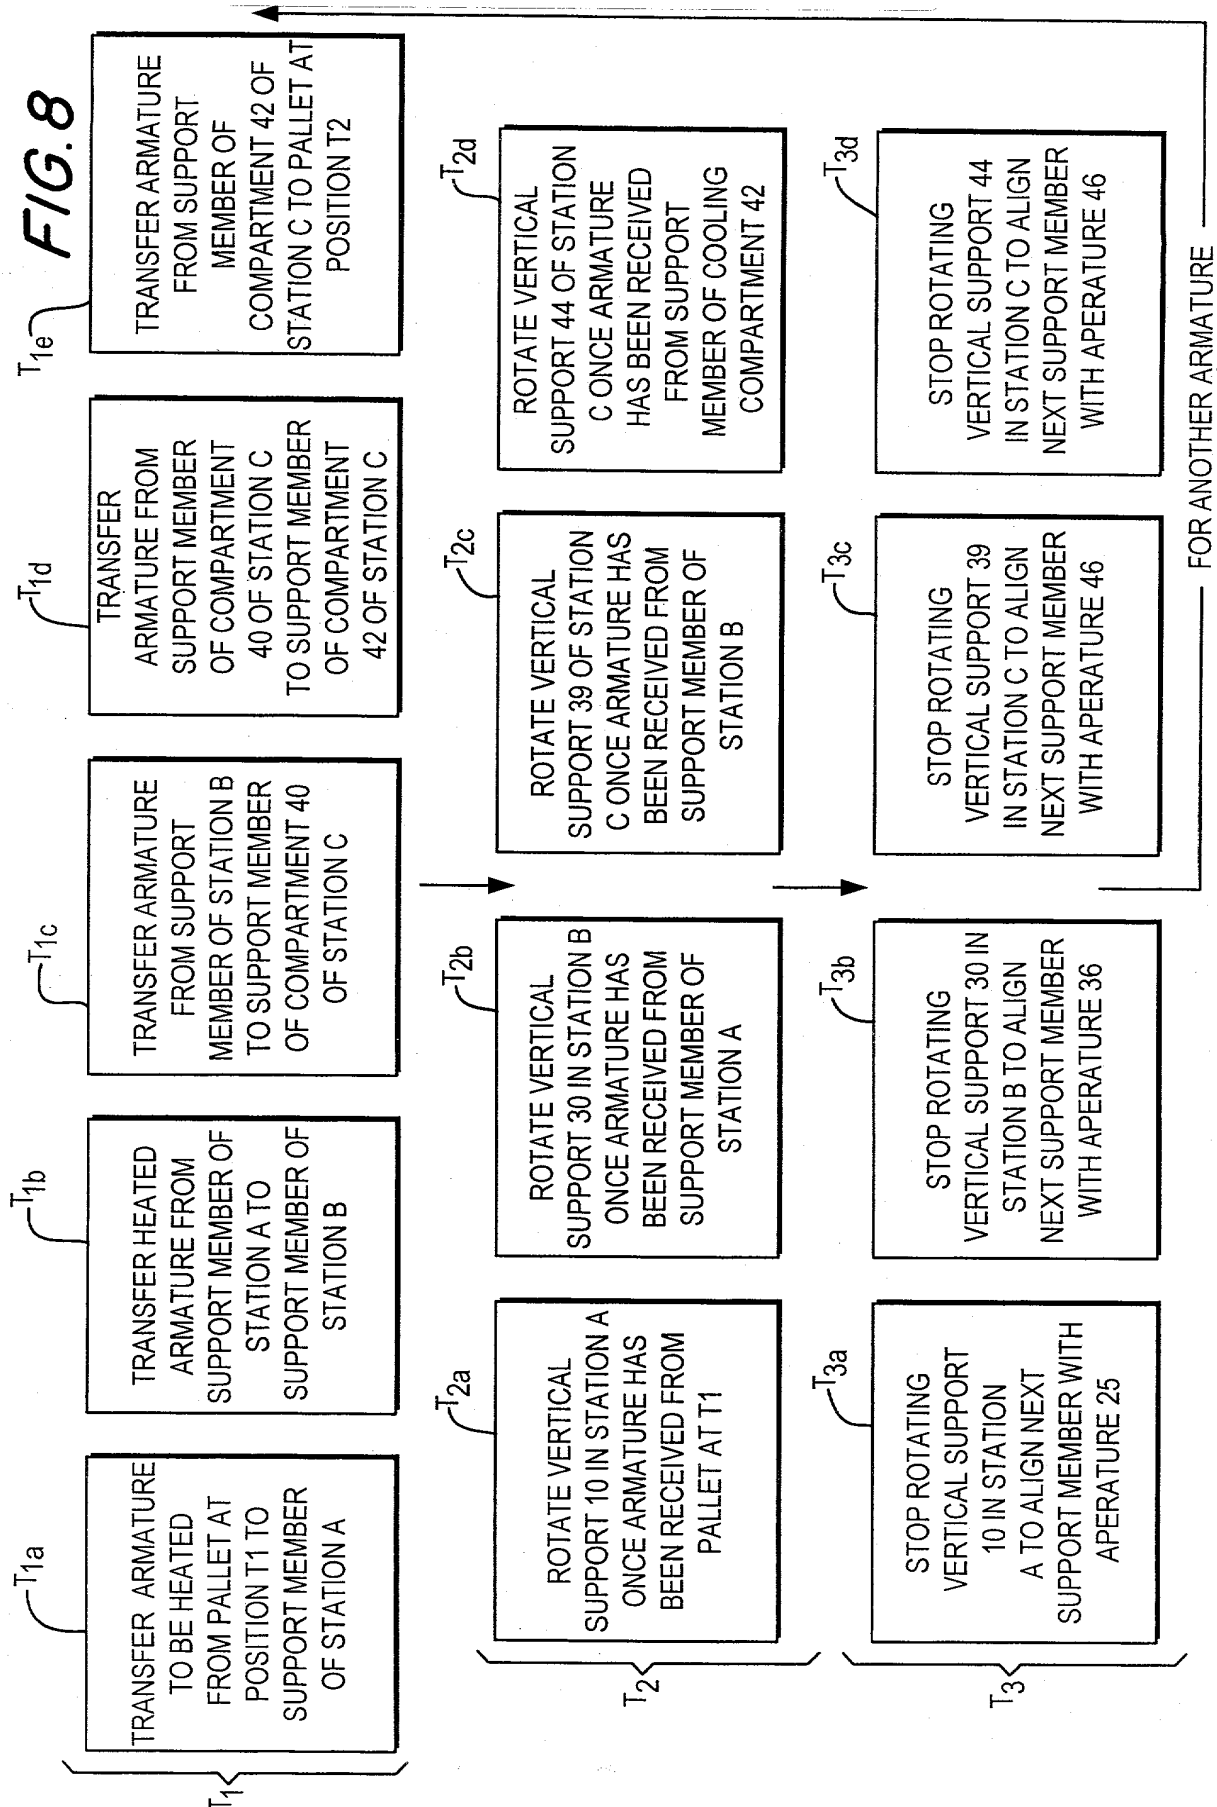 FIG. 8
T1
T1a
TRANSFER ARMATURE
TO BE HEATED
FROM PALLET AT
POSITION T1 TO
SUPPORT MEMBER
OF STATION A
T1b
TRANSFER HEATED
ARMATURE FROM
SUPPORT MEMBER OF
STATION A TO
SUPPORT MEMBER OF
STATION B
T1c
TRANSFER ARMATURE
FROM SUPPORT
MEMBER OF STATION B
TO SUPPORT MEMBER
OF COMPARTMENT 40
OF STATION C
T1d
TRANSFER
ARMATURE FROM
SUPPORT MEMBER
OF COMPARTMENT
40 OF STATION C
TO SUPPORT MEMBER
OF COMPARTMENT
42 OF STATION C
T1e
TRANSFER ARMATURE
FROM SUPPORT
MEMBER OF
COMPARTMENT 42 OF
STATION C TO PALLET AT
POSITION T2
T2
T2a
ROTATE VERTICAL
SUPPORT 10 IN STATION A
ONCE ARMATURE HAS
BEEN RECEIVED FROM
PALLET AT T1
T2b
ROTATE VERTICAL
SUPPORT 30 IN STATION B
ONCE ARMATURE HAS
BEEN RECEIVED FROM
SUPPORT MEMBER OF
STATION A
T2c
ROTATE VERTICAL
SUPPORT 39 OF STATION
C ONCE ARMATURE HAS
BEEN RECEIVED FROM
SUPPORT MEMBER OF
STATION B
T2d
ROTATE VERTICAL
SUPPORT 44 OF STATION
C ONCE ARMATURE
HAS BEEN RECEIVED
FROM SUPPORT
MEMBER OF COOLING
COMPARTMENT 42
T3
T3a
STOP ROTATING
VERTICAL SUPPORT
10 IN STATION
A TO ALIGN NEXT
SUPPORT MEMBER WITH
APERATURE 25
T3b
STOP ROTATING
VERTICAL SUPPORT 30 IN
STATION B TO ALIGN
NEXT SUPPORT MEMBER
WITH APERATURE 36
T3c
STOP ROTATING
VERTICAL SUPPORT 39
IN STATION C TO ALIGN
NEXT SUPPORT MEMBER
WITH APERATURE 46
T3d
STOP ROTATING
VERTICAL SUPPORT 44
IN STATION C TO ALIGN
NEXT SUPPORT MEMBER
WITH APERATURE 46
FOR ANOTHER ARMATURE